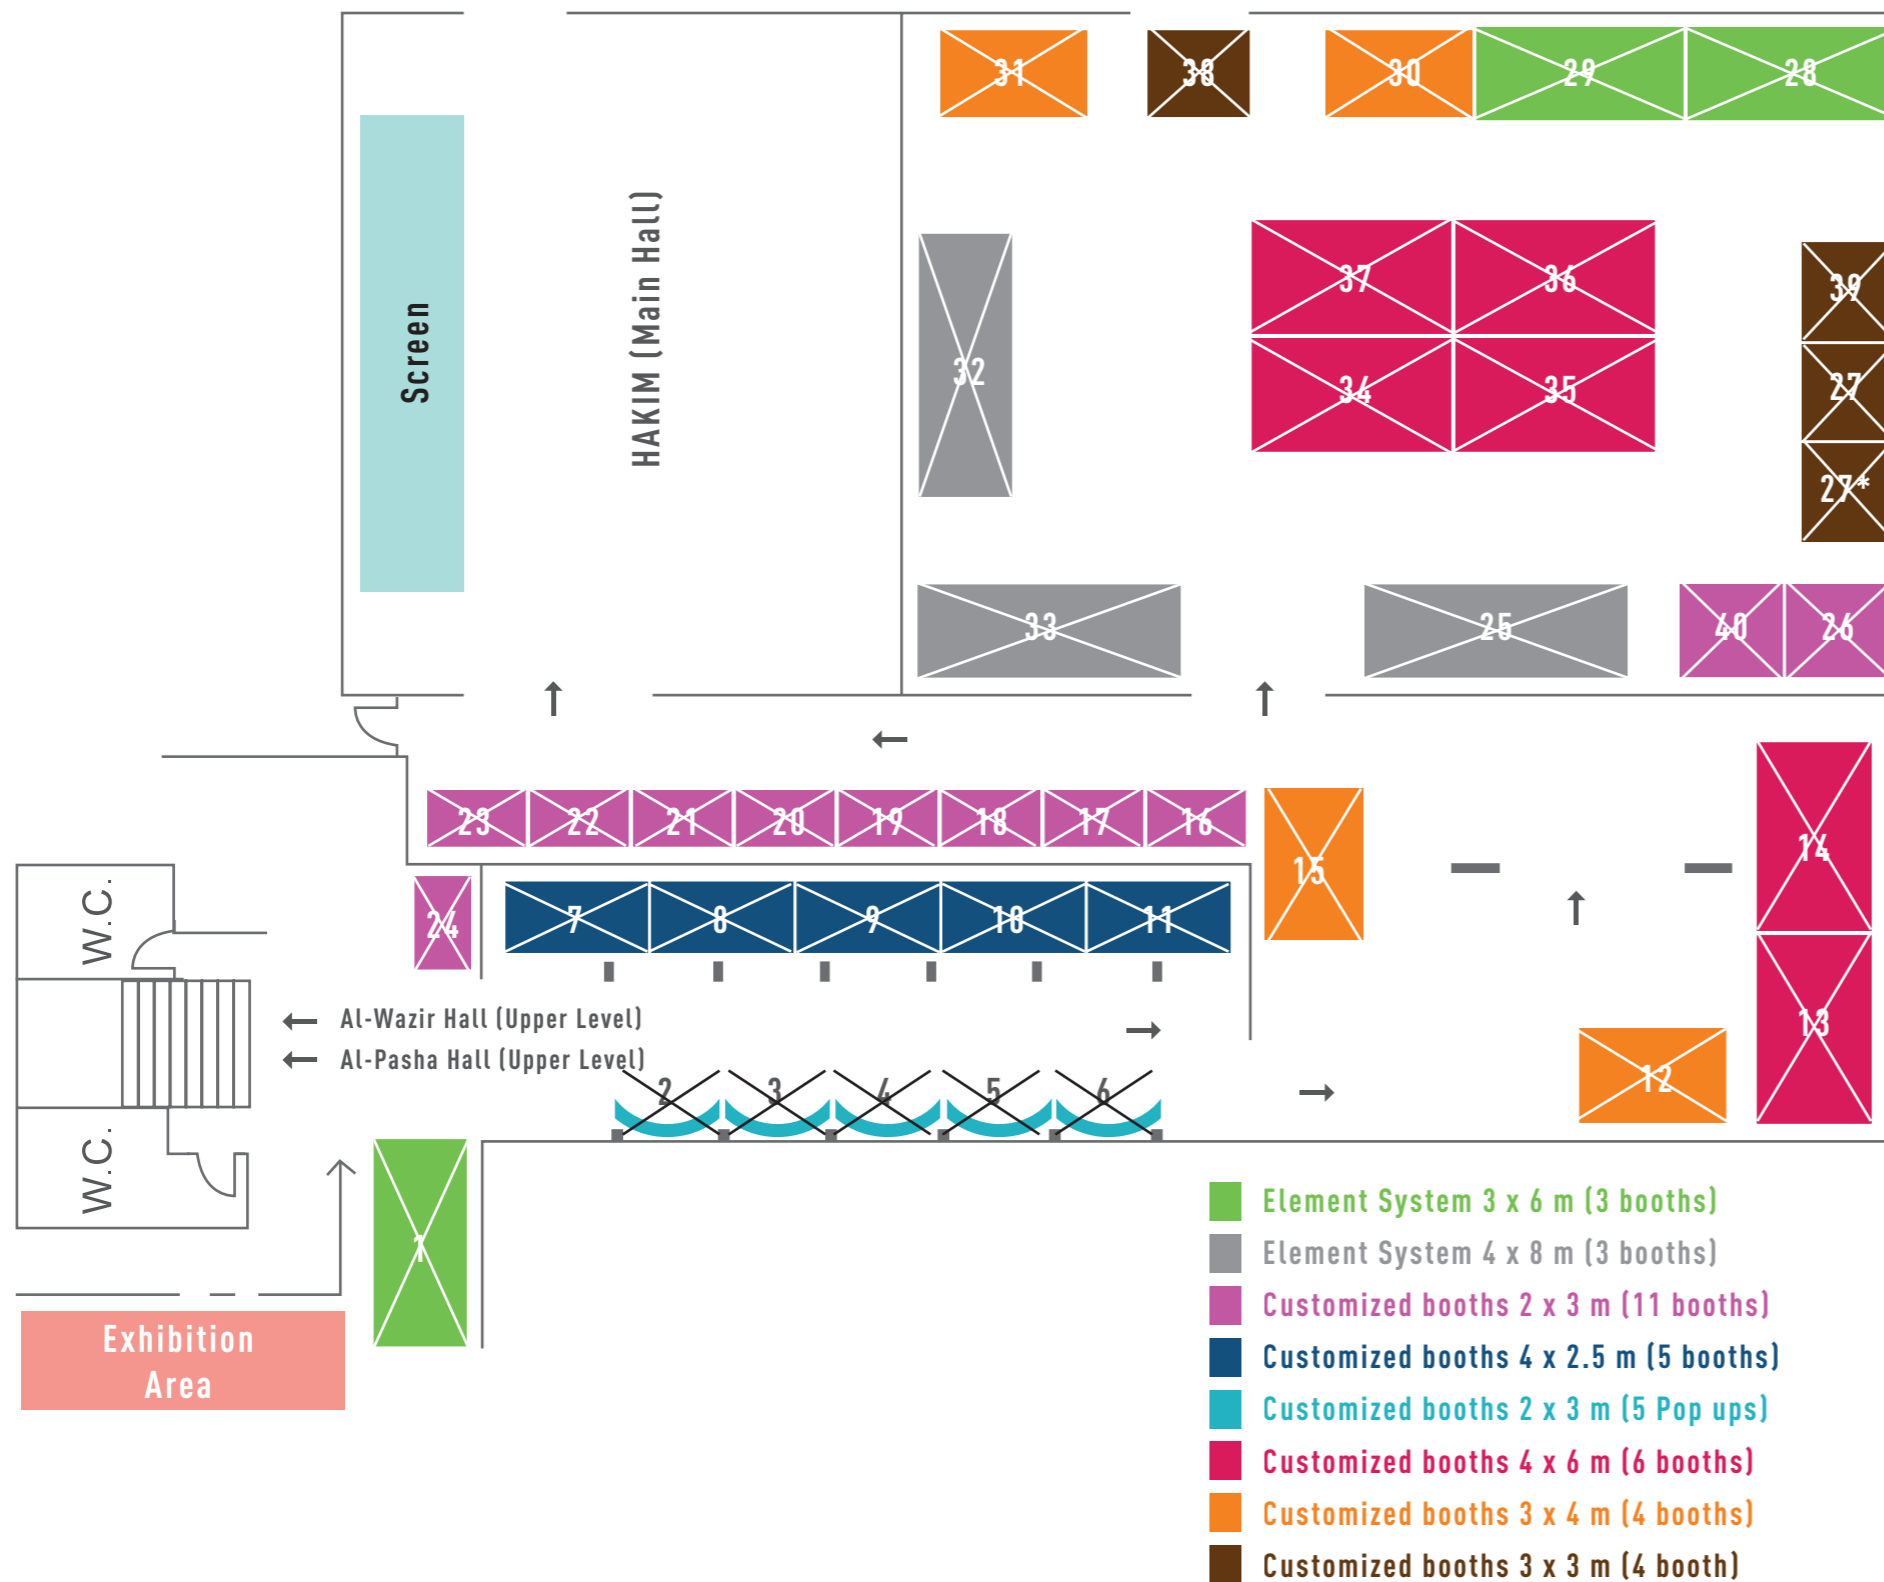 31
38
30
29
28
Screen
HAKIM (Main Hall)
37
36
39
32
34
35
27
27*
33
25
40
26
23
22
21
20
19
18
17
16
15
14
W.C.
24
7
8
9
10
11
Al-Wazir Hall (Upper Level)
Al-Pasha Hall (Upper Level)
13
12
2
3
4
5
6
W.C.
1
Exhibition
Area
Element System 3 x 6 m (3 booths)
Element System 4 x 8 m (3 booths)
Customized booths 2 x 3 m (11 booths)
Customized booths 4 x 2.5 m (5 booths)
Customized booths 2 x 3 m (5 Pop ups)
Customized booths 4 x 6 m (6 booths)
Customized booths 3 x 4 m (4 booths)
Customized booths 3 x 3 m (4 booth)